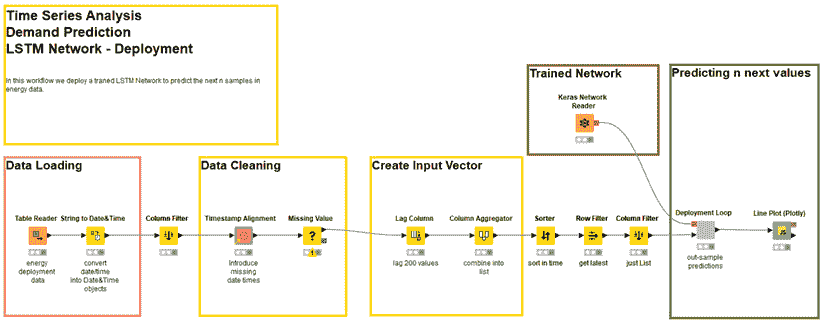 Time Series Analysis
Demand Prediction
LSTM Network - Deployment
In this workflow we deploy a traned LSTM Network to predict the next n samples in
energy data.
Trained Network
Keras Network
Reader
Predicting n next values
Deployment Loop
out-sample
predictions
Line Plot (Plotly)
Data Loading
Table Reader
energy
deployment
data
String to Date&Time
convert
date/time
into Date&Time
objects
Column Filter
Data Cleaning
Timestamp Alignment
Introduce
missing
date times
Missing Value
Create Input Vector
Lag Column
lag 200 values
Column Aggregator
combine into
list
Sorter
sort in time
Row Filter
get latest
Column Filter
just List